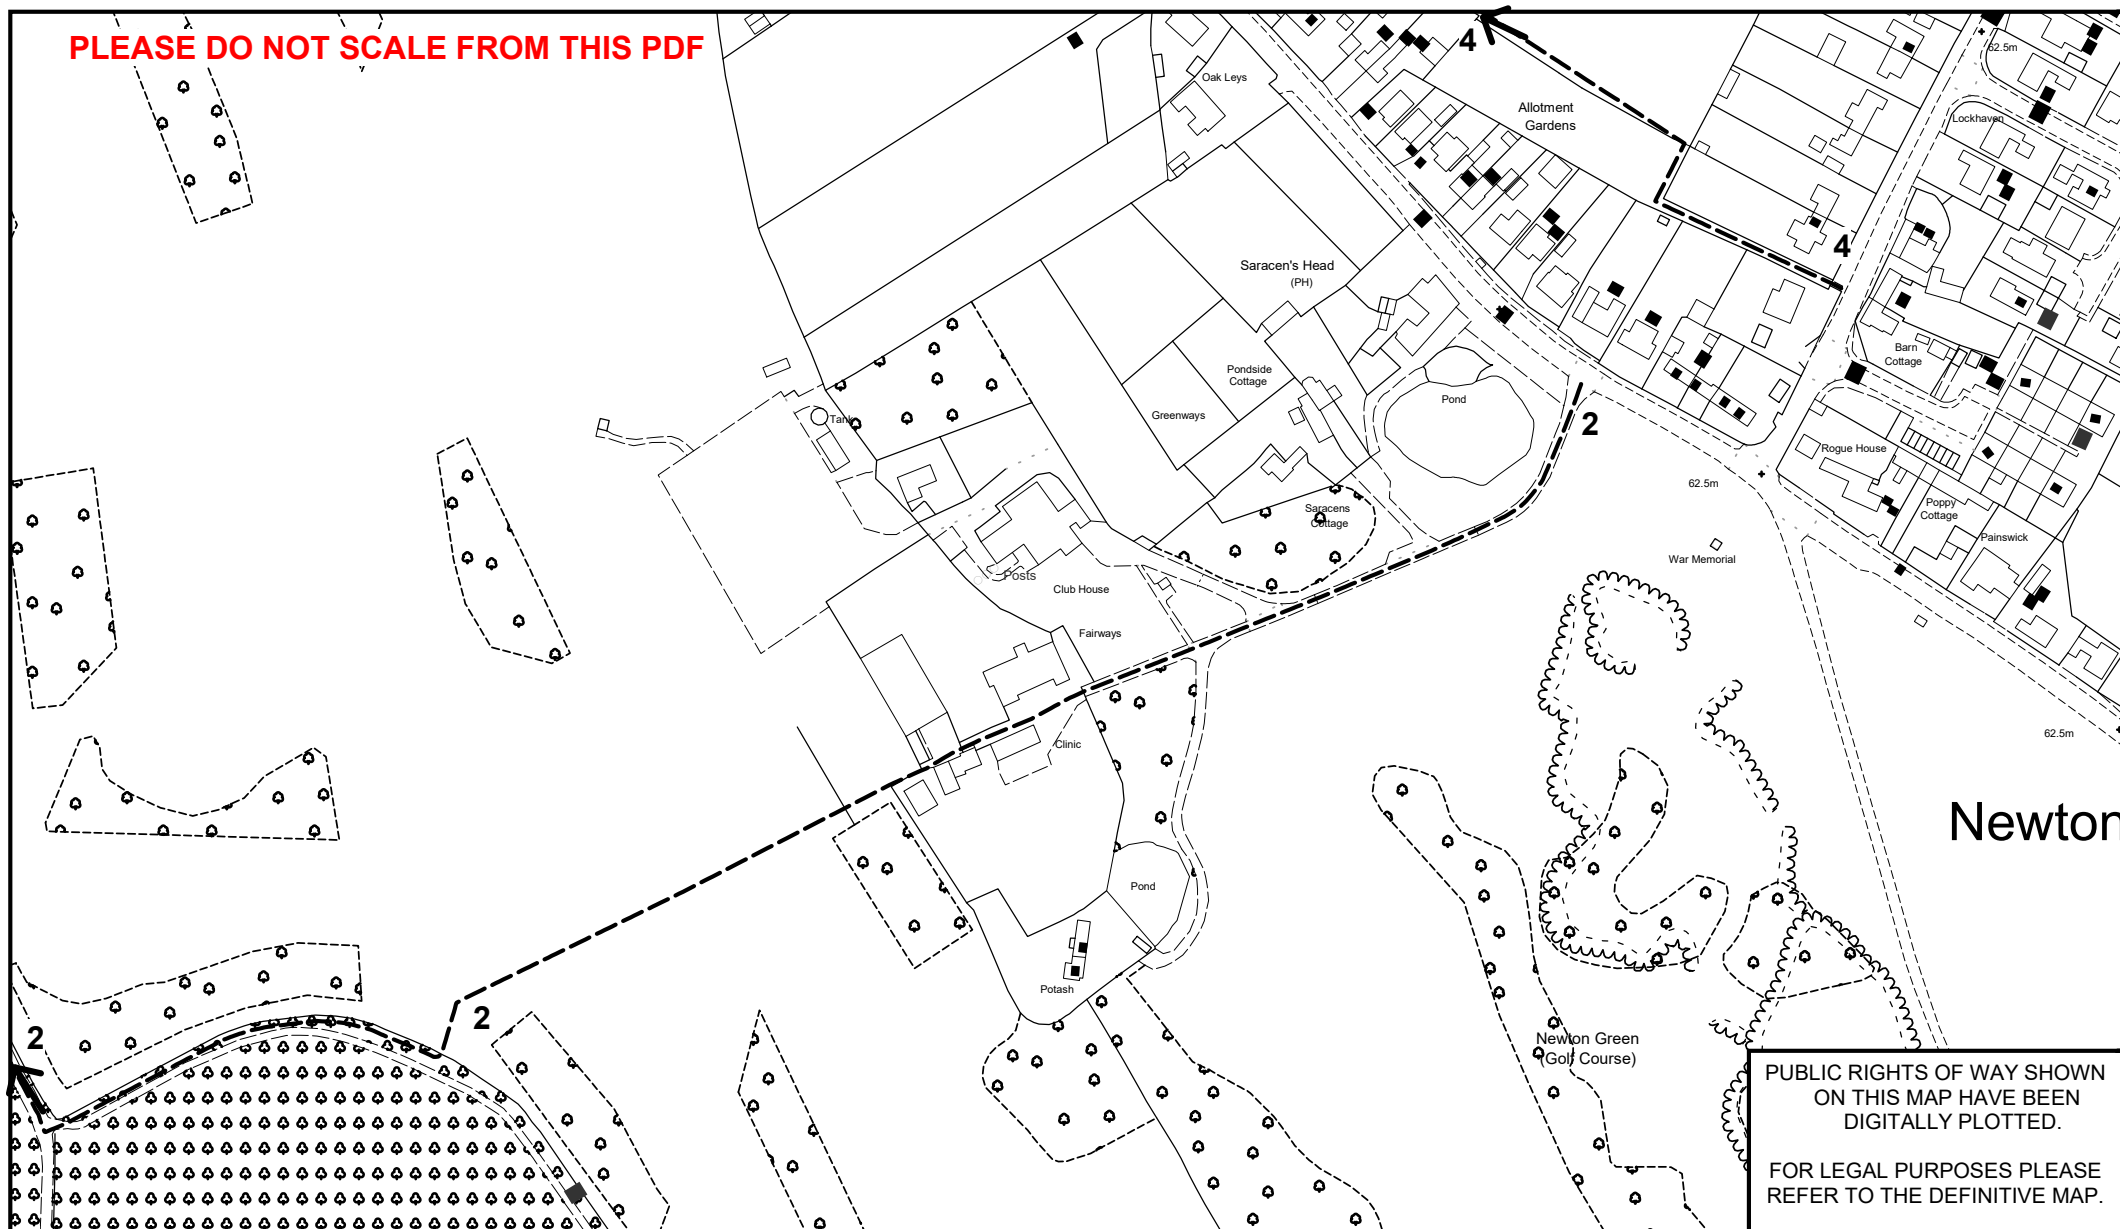 PLEASE DO NOT SCALE FROM THIS PDF
4
62.5m
Oak Leys
Allotment
Gardens
Lockhaven
4
Saracen's Head
(PH)
Barn
Cottage
Pondside
Cottage
Pond
Greenways
Tank
2
Rogue House
62.5m
Poppy
Cottage
Saracens
Cottage
Painswick
War Memorial
Posts
Club House
Fairways
62.5m
Clinic
Newton
Pond
Potash
2
2
Newton Green
(Golf Course)
PUBLIC RIGHTS OF WAY SHOWN
ON THIS MAP HAVE BEEN
DIGITALLY PLOTTED.
FOR LEGAL PURPOSES PLEASE
REFER TO THE DEFINITIVE MAP.